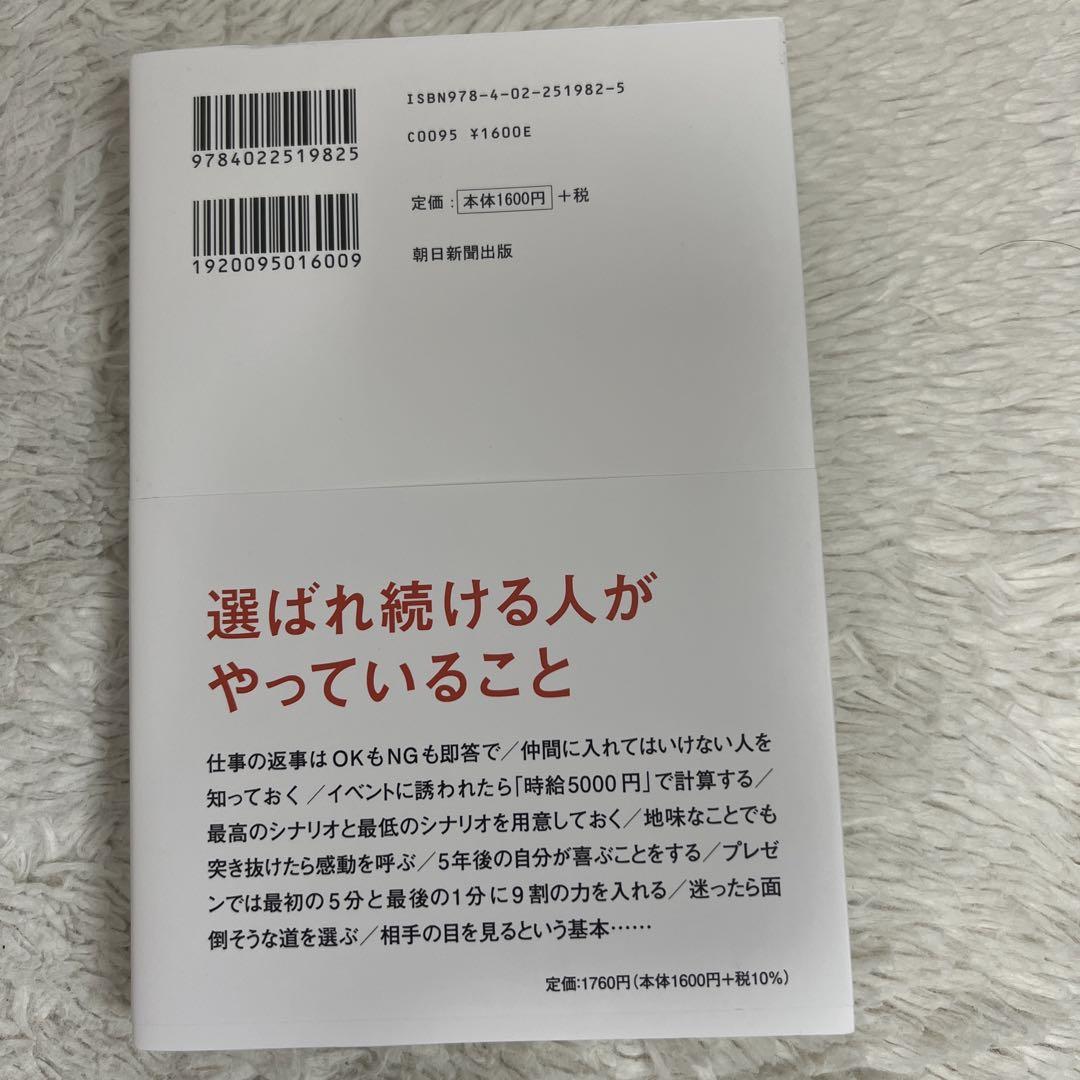 ISBN978-4-02-251982-5
9784022519825
C0095 ¥1600E
定価:本体1600円+税
1920095016009
朝日新聞出版
選ばれ続ける人が
やっていること
仕事の返事はOKもNGも即答で/仲間に入れてはいけない人を
知っておく/イベントに誘われたら「時給5000円」で計算する/
最高のシナリオと最低のシナリオを用意しておく/地味なことでも
突き抜けたら感動を呼ぶ/5年後の自分が喜ぶことをする/プレゼ
ンでは最初の5分と最後の1分に9割の力を入れる/迷ったら面
倒そうな道を選ぶ/相手の目を見るという基本……
定価:1760円(本体1600円+税10%)